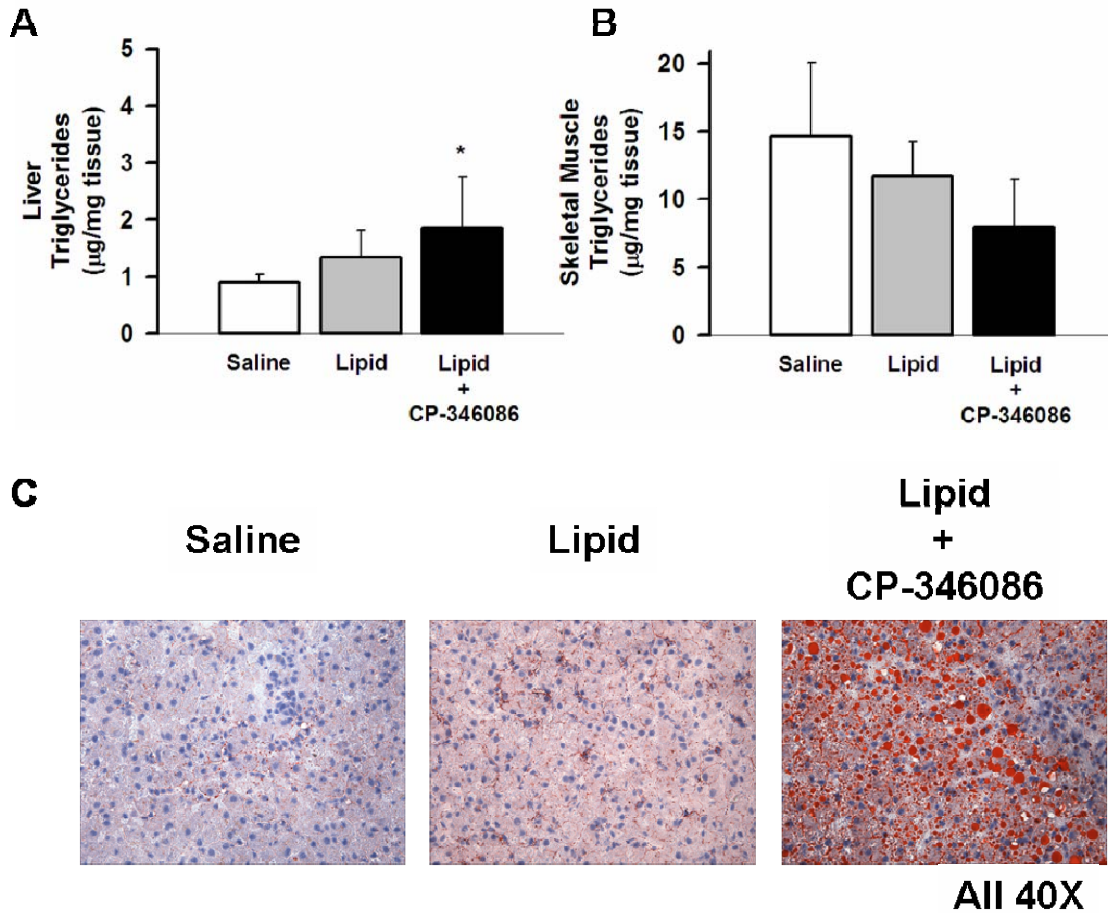 A
Liver
Triglycerides
(μg/mg tissue)
5
4
3
2
1
0
*
Saline
Lipid
Lipid
+
CP-346086
B
Skeletal Muscle
Triglycerides
(μg/mg tissue)
20
15
10
5
0
Saline
Lipid
Lipid
+
CP-346086
C
Saline
Lipid
Lipid
+
CP-346086
All 40X